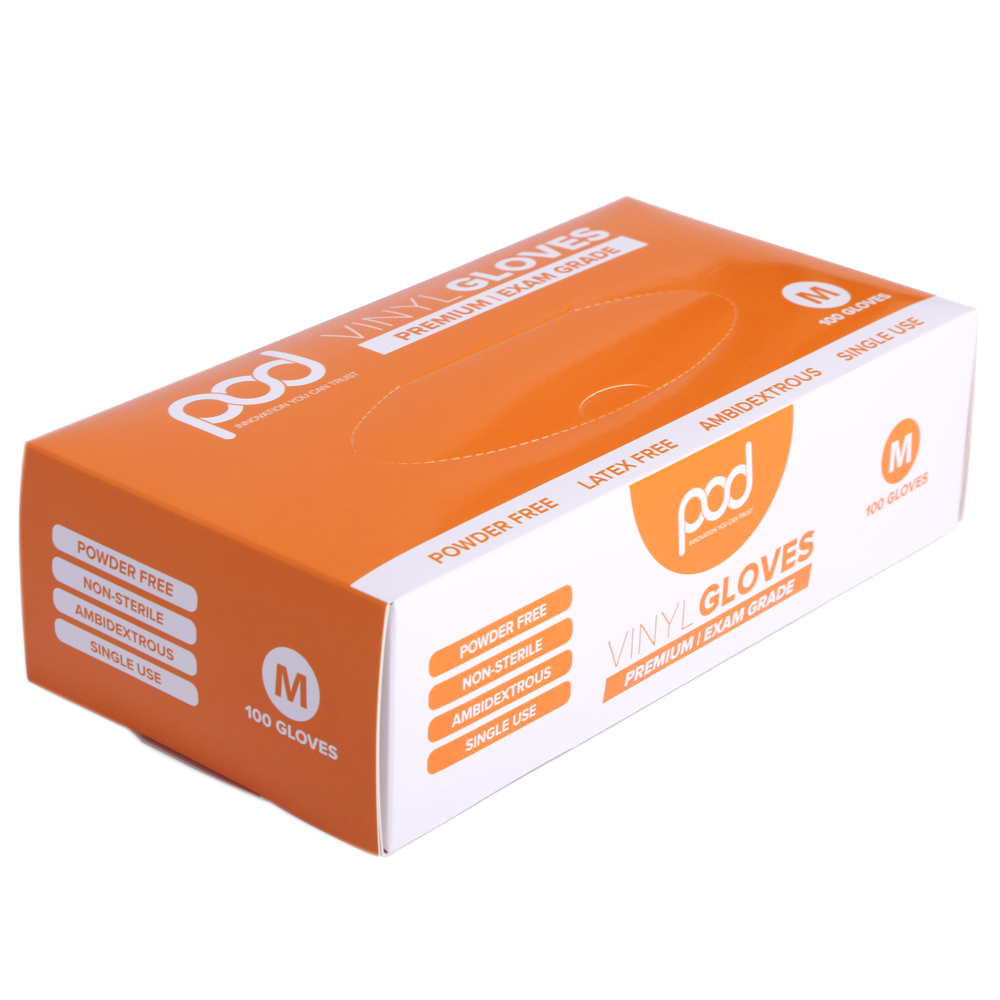 pod
INNOVATION YOU CAN TRUST
VINYL GLOVES
PREMIUM | EXAM GRADE
M
100 GLOVES
POWDER FREE LATEX FREE AMBIDEXTROUS SINGLE USE
POWDER FREE
NON-STERILE
AMBIDEXTROUS
SINGLE USE
M
100 GLOVES
POWDER FREE
NON-STERILE
AMBIDEXTROUS
SINGLE USE
pod
INNOVATION YOU CAN TRUST
VINYL GLOVES
PREMIUM | EXAM GRADE
M
100 GLOVES